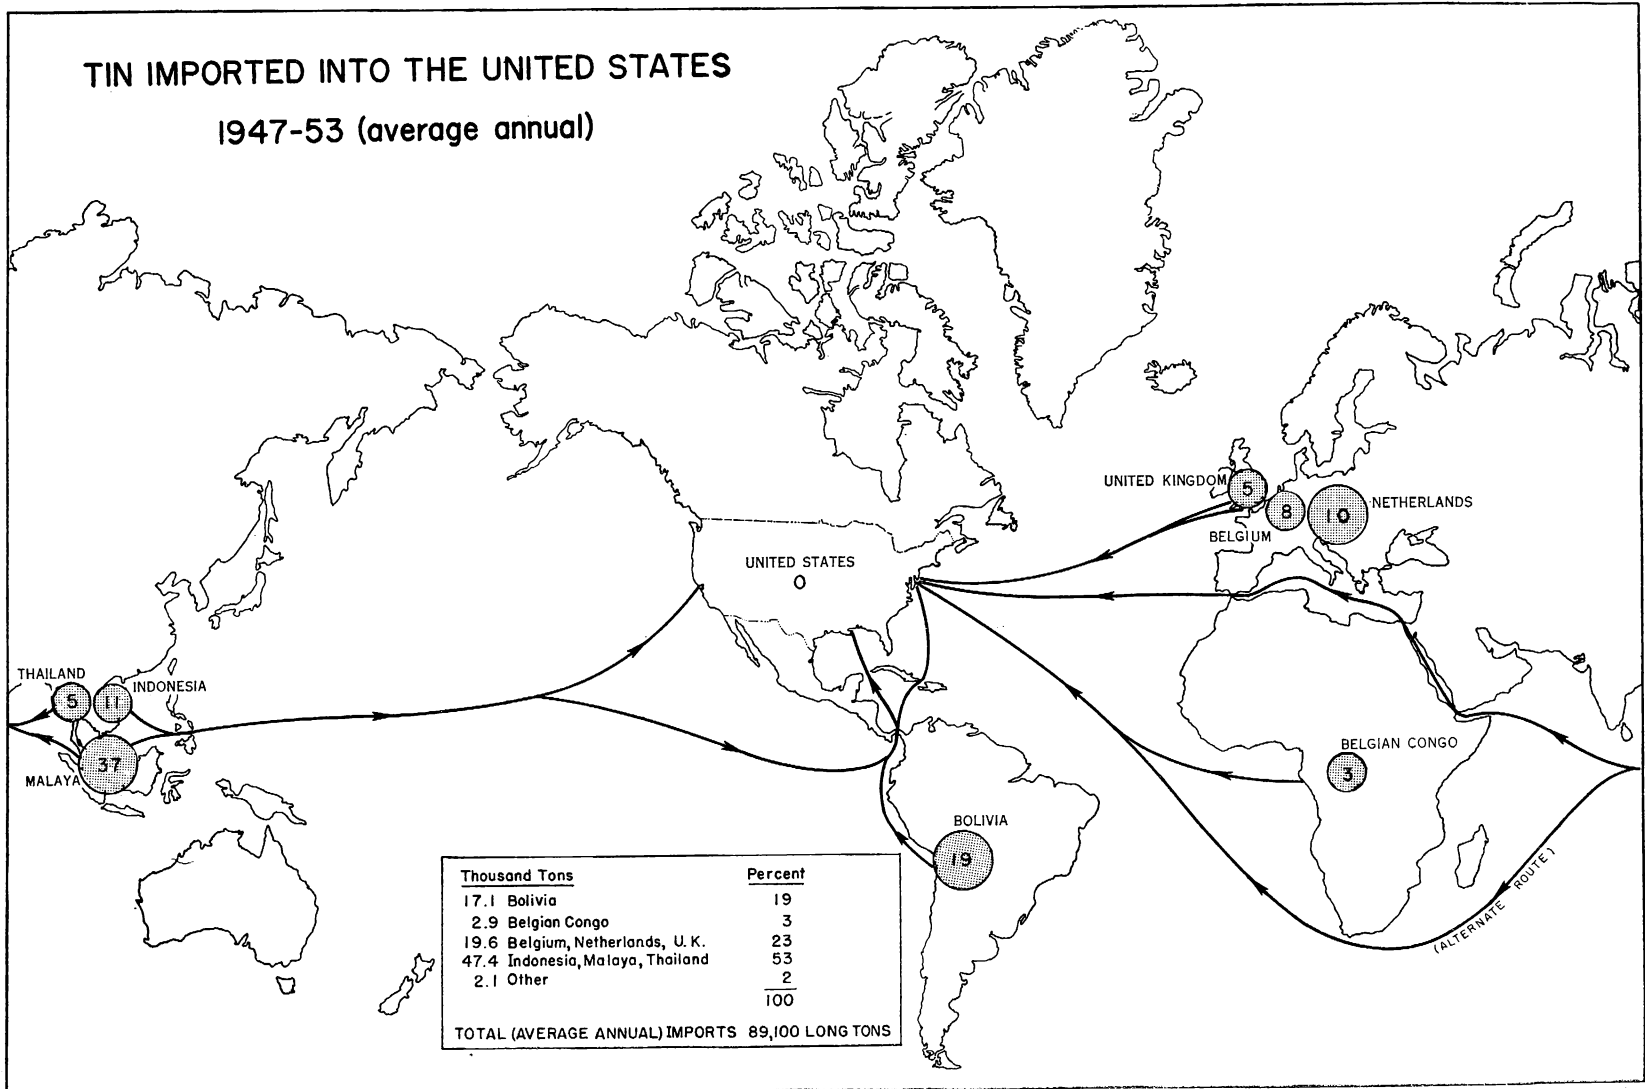 TIN IMPORTED INTO THE UNITED STATES
1947-53 (average annual)
UNITED KINGDOM
5
8
10
NETHERLANDS
BELGIUM
UNITED STATES
0
THAILAND
5
11
INDONESIA
37
MALAYA
BELGIAN CONGO
3
BOLIVIA
19
(ALTERNATE ROUTE)
Thousand Tons Percent
17.1 Bolivia 19
2.9 Belgian Congo 3
19.6 Belgium, Netherlands, U.K. 23
47.4 Indonesia, Malaya, Thailand 53
2.1 Other 2
100
TOTAL (AVERAGE ANNUAL) IMPORTS 89,100 LONG TONS